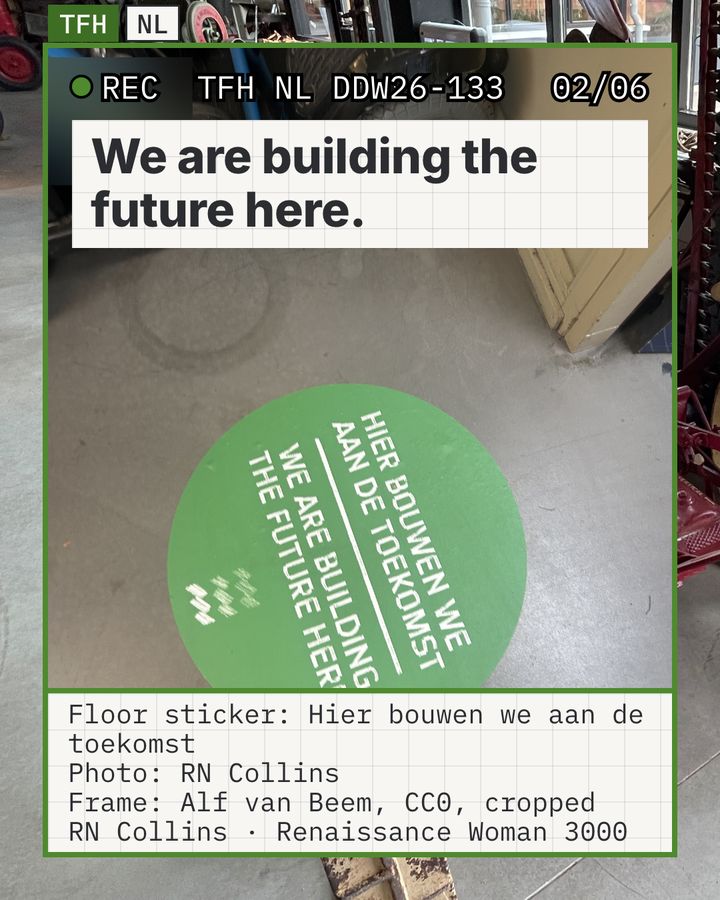 TFH NL
REC TFH NL DDW26-133 02/06
We are building the
future here.
HIER BOUWEN WE
AAN DE TOEKOMST
WE ARE BUILDING
THE FUTURE HERE
Floor sticker: Hier bouwen we aan de
toekomst
Photo: RN Collins
Frame: Alf van Beem, CC0, cropped
RN Collins · Renaissance Woman 3000